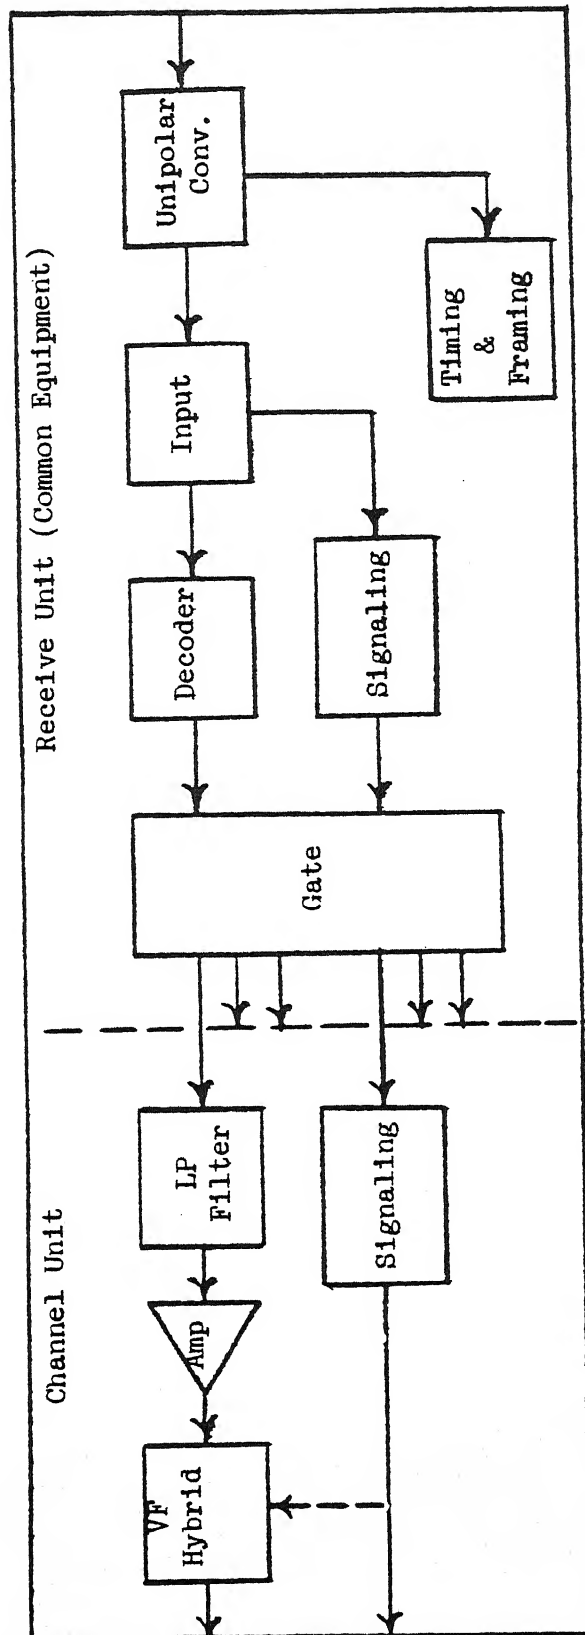 Channel Unit
Receive Unit (Common Equipment)
VF
Hybrid
Amp
LP
Filter
Signaling
Gate
Decoder
Signaling
Input
Unipolar
Conv.
Timing
&
Framing